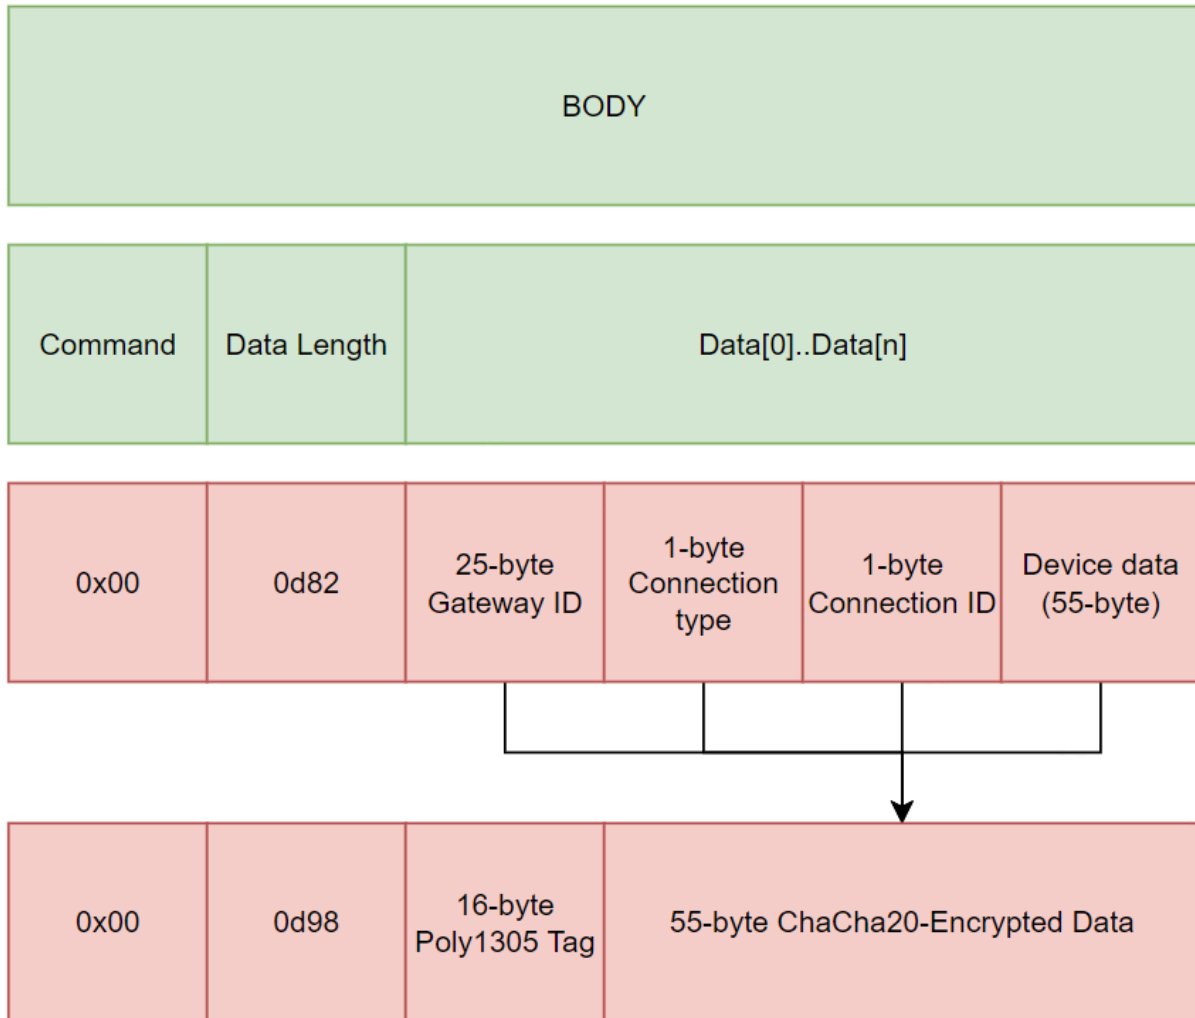 BODY
Command
Data Length
Data[0]..Data[n]
0x00
0d82
25-byte
Gateway ID
1-byte
Connection
type
1-byte
Connection ID
Device data
(55-byte)
0x00
0d98
16-byte
Poly1305 Tag
55-byte ChaCha20-Encrypted Data